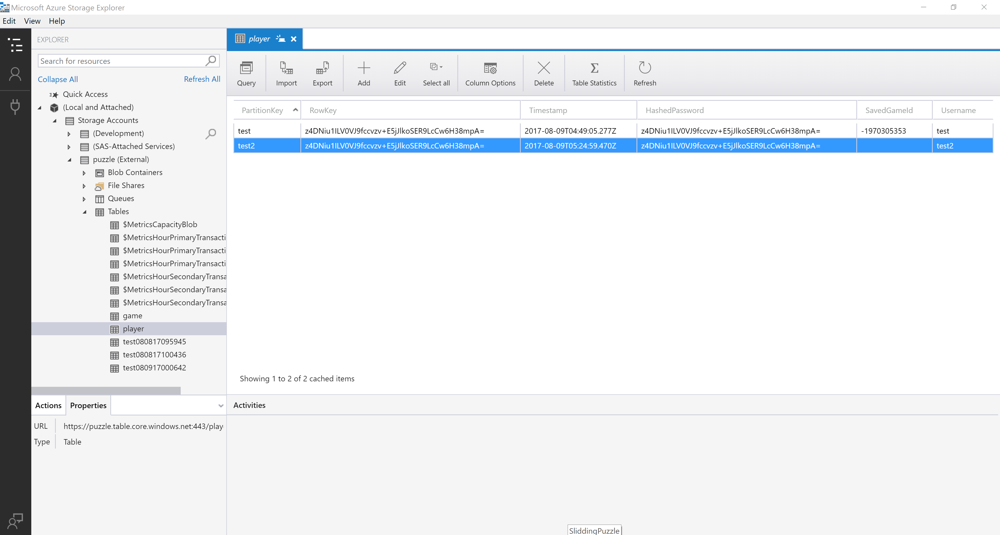 Microsoft Azure Storage Explorer
Edit View Help
EXPLORER
Search for resources
Collapse All Refresh All
Quick Access
(Local and Attached)
Storage Accounts
(Development)
(SAS-Attached Services)
puzzle (External)
Blob Containers
File Shares
Queues
Tables
$MetricsCapacityBlob
$MetricsHourPrimaryTransacti
$MetricsHourPrimaryTransacti
$MetricsHourPrimaryTransacti
$MetricsHourSecondaryTransa
$MetricsHourSecondaryTransa
$MetricsHourSecondaryTransa
game
player
test080817095945
test080817100436
test080917000642
Actions Properties
URL https://puzzle.table.core.windows.net:443/play
Type Table
player
Query Import Export Add Edit Select all Column Options Delete Table Statistics Refresh
PartitionKey RowKey Timestamp HashedPassword SavedGameId Username
test z4DNiu1ILV0VJ9fccvzv+E5jJlkoSER9LcCw6H38mpA= 2017-08-09T04:49:05.277Z z4DNiu1ILV0VJ9fccvzv+E5jJlkoSER9LcCw6H38mpA= -1970305353 test
test2 z4DNiu1ILV0VJ9fccvzv+E5jJlkoSER9LcCw6H38mpA= 2017-08-09T05:24:59.470Z z4DNiu1ILV0VJ9fccvzv+E5jJlkoSER9LcCw6H38mpA= test2
Showing 1 to 2 of 2 cached items
Activities
SliddingPuzzle